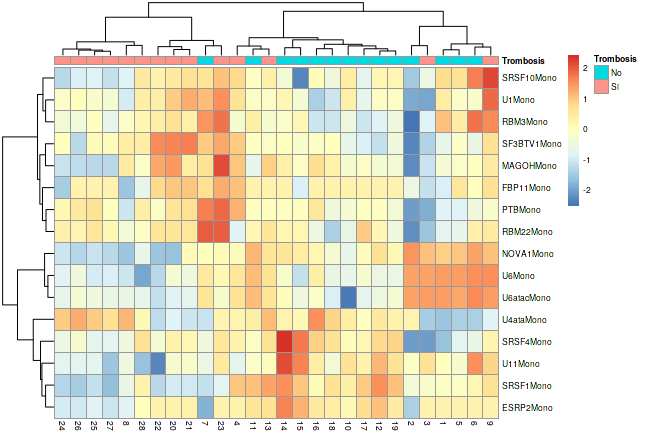 Trombosis
SRSF10Mono
U1Mono
RBM3Mono
SF3BTV1Mono
MAGOHMono
FBP11Mono
PTBMono
RBM22Mono
NOVA1Mono
U6Mono
U6atacMono
U4ataMono
SRSF4Mono
U11Mono
SRSF1Mono
ESRP2Mono
24 26 25 27 8 28 22 20 21 7 23 4 11 13 14 15 16 18 10 17 12 19 2 3 1 5 6 9
2
1
0
-1
-2
Trombosis
No
SI